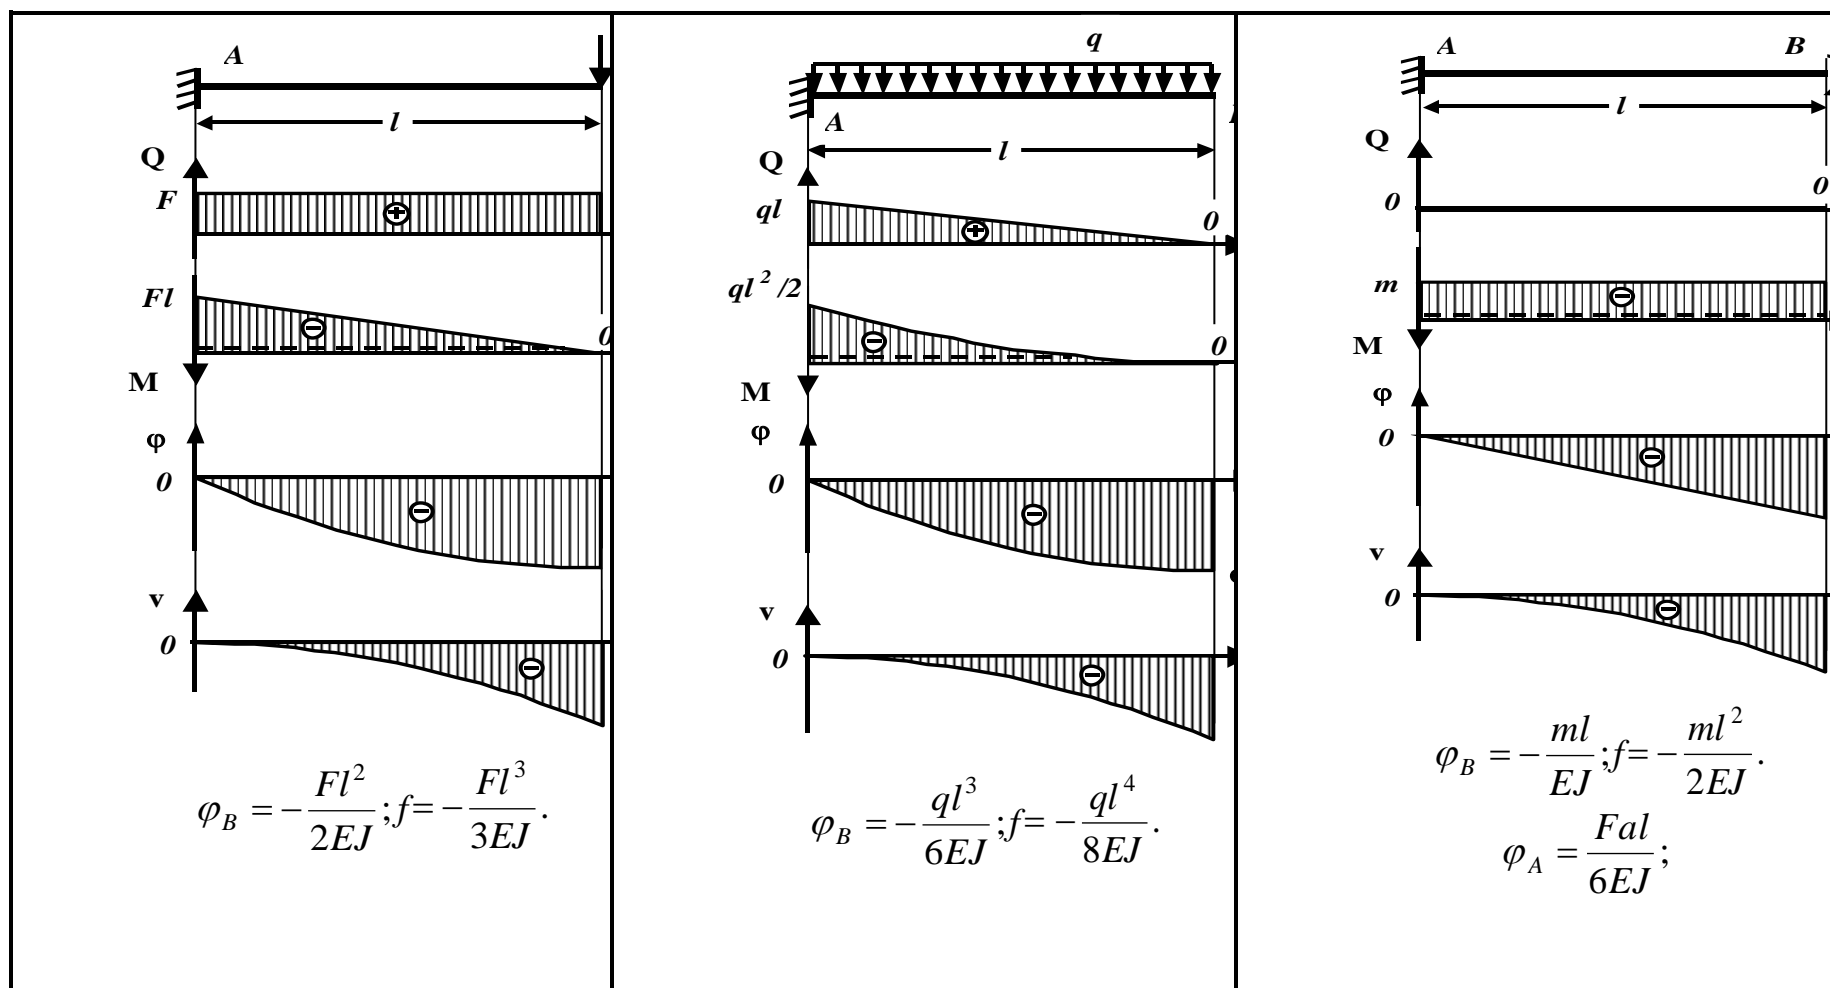 A
l
Q
F
Fl
0
M
φ
0
v
0
φ_B = −Fl²/2EJ; f = −Fl³/3EJ.
q
A
l
Q
ql
0
ql²/2
0
M
φ
0
v
0
φ_B = −ql³/6EJ; f = −ql⁴/8EJ.
A B
l
Q
0
0
m
M
φ
0
v
0
φ_B = −ml/EJ; f = −ml²/2EJ.
φ_A = Fal/6EJ;